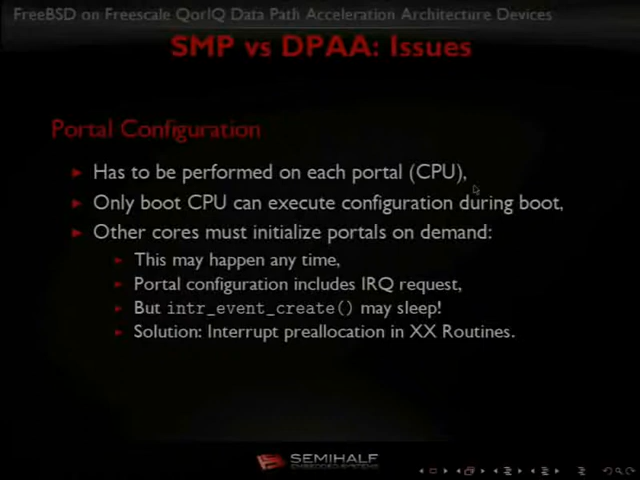 FreeBSD on Freescale QorIQ Data Path Acceleration Architecture Devices
SMP vs DPAA: Issues
Portal Configuration
Has to be performed on each portal (CPU),
Only boot CPU can execute configuration during boot,
Other cores must initialize portals on demand:
This may happen any time,
Portal configuration includes IRQ request,
But intr_event_create() may sleep!
Solution: Interrupt preallocation in XX Routines.
SEMIHALF
EMBEDDED SYSTEMS